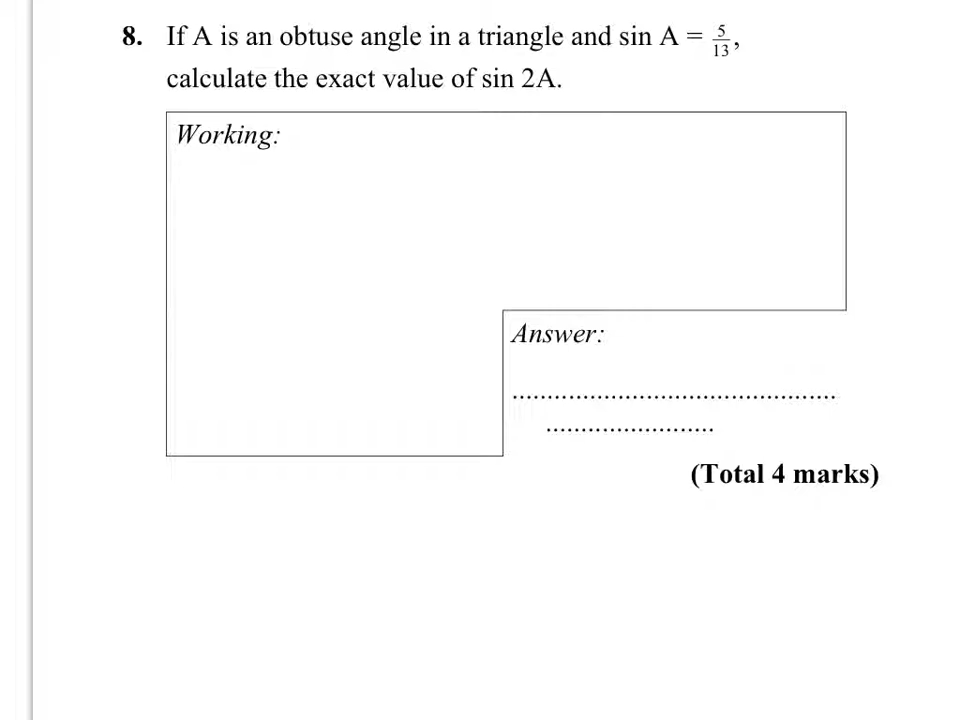 8. If A is an obtuse angle in a triangle and sin A = 5/13,
calculate the exact value of sin 2A.
Working:
Answer:
................................................
........................
(Total 4 marks)